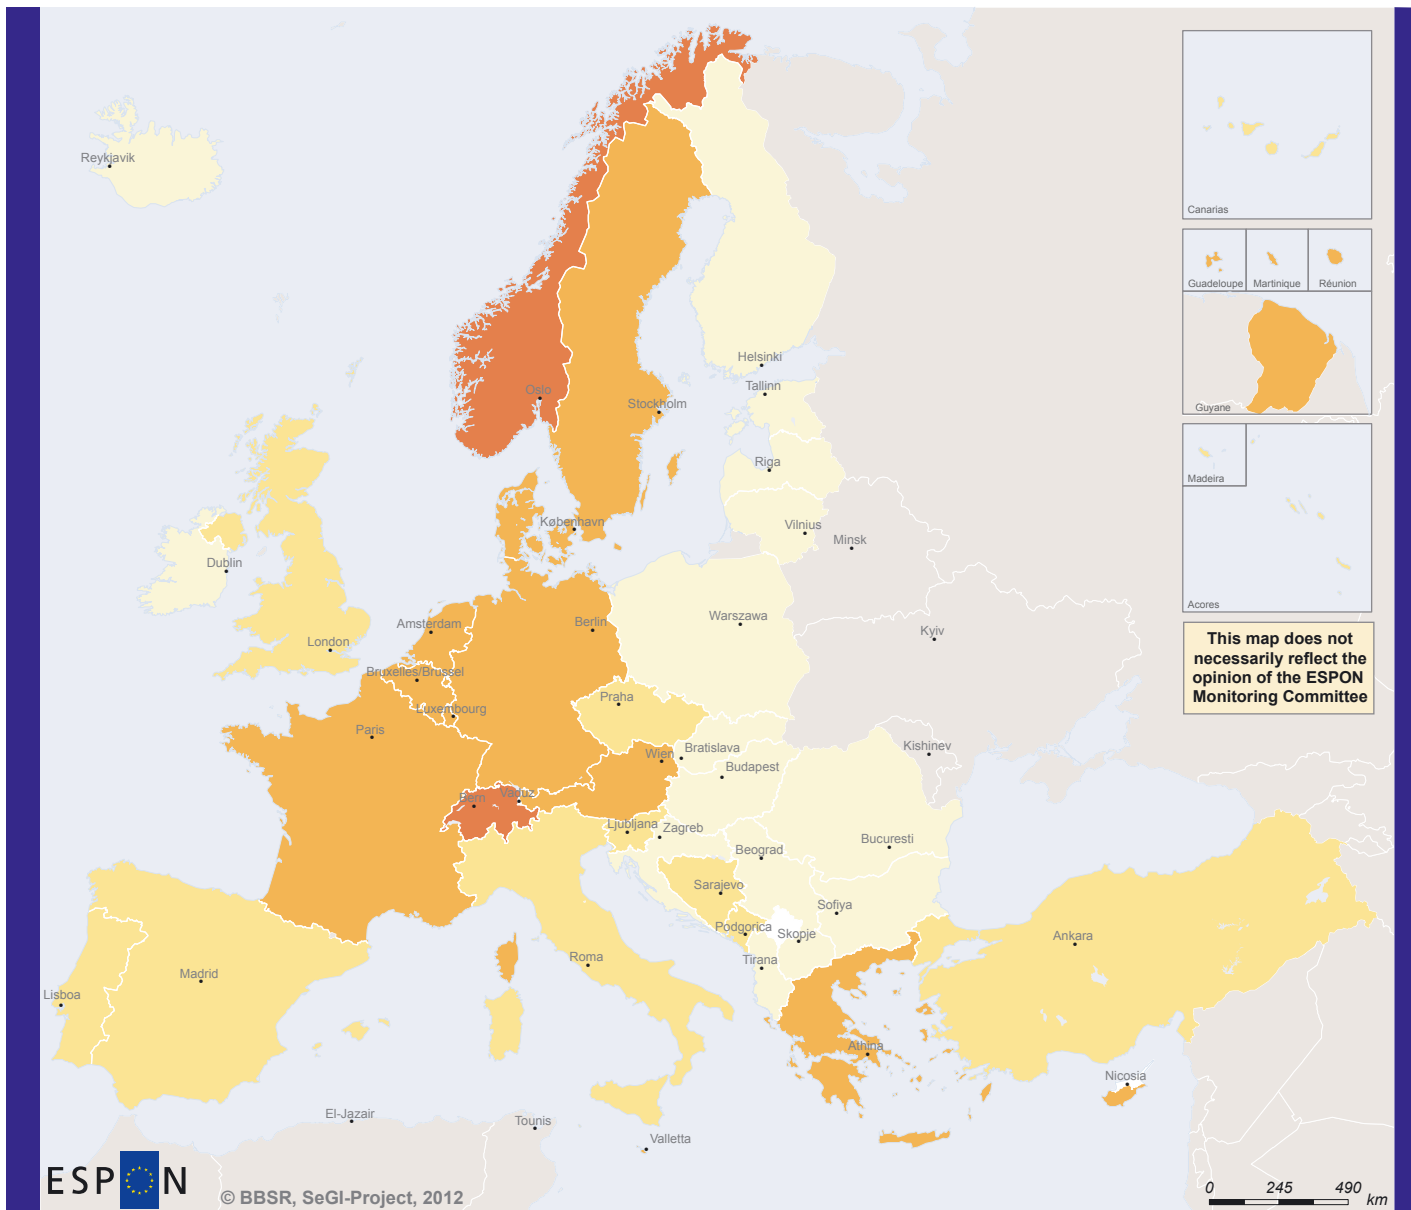 Reykjavik
Canarias
Guadeloupe
Martinique
Réunion
Helsinki
Tallinn
Oslo
Stockholm
Guyane
Riga
Madeira
København
Vilnius
Minsk
Dublin
Acores
Warszawa
Amsterdam
Berlin
Kyiv
London
This map does not
necessarily reflect the
opinion of the ESPON
Monitoring Committee
Bruxelles/Brussel
Praha
Luxembourg
Paris
Wien
Bratislava
Kishinev
Budapest
Bern
Vaduz
Ljubljana
Zagreb
Bucuresti
Beograd
Sarajevo
Sofiya
Podgorica
Skopje
Ankara
Roma
Tirana
Madrid
Lisboa
Athina
Nicosia
El-Jazair
Tounis
Valletta
ESPON
© BBSR, SeGI-Project, 2012
0 245 490
km